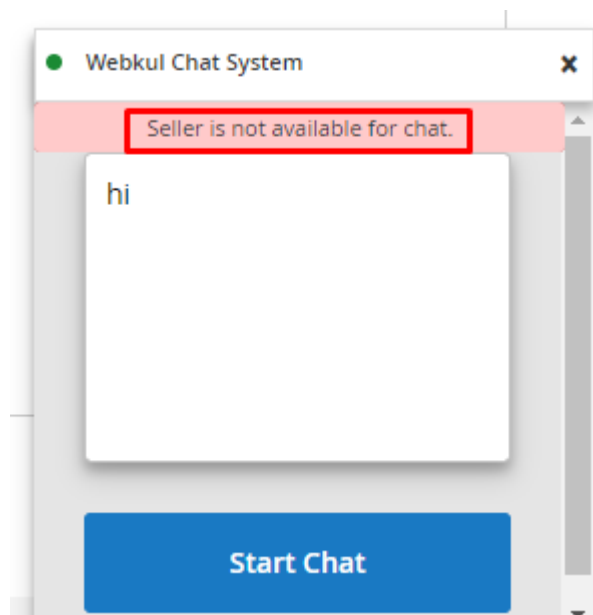 Webkul Chat System
Seller is not available for chat.
hi
Start Chat